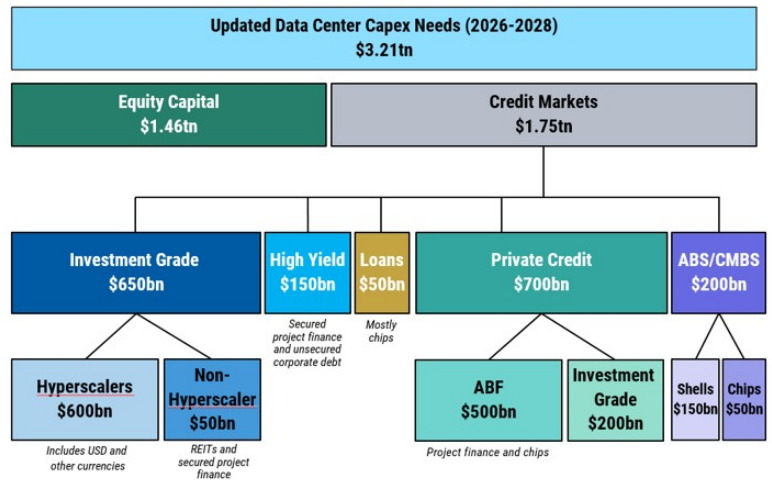 Updated Data Center Capex Needs (2026-2028)
$3.21tn
Equity Capital
$1.46tn
Credit Markets
$1.75tn
Investment Grade
$650bn
High Yield
$150bn
Loans
$50bn
Private Credit
$700bn
ABS/CMBS
$200bn
Secured
project finance
and unsecured
corporate debt
Mostly
chips
Hyperscalers
$600bn
Non-
Hyperscaler
$50bn
ABF
$500bn
Investment
Grade
$200bn
Shells
$150bn
Chips
$50bn
Includes USD and
other currencies
REITs and
secured project
finance
Project finance and chips